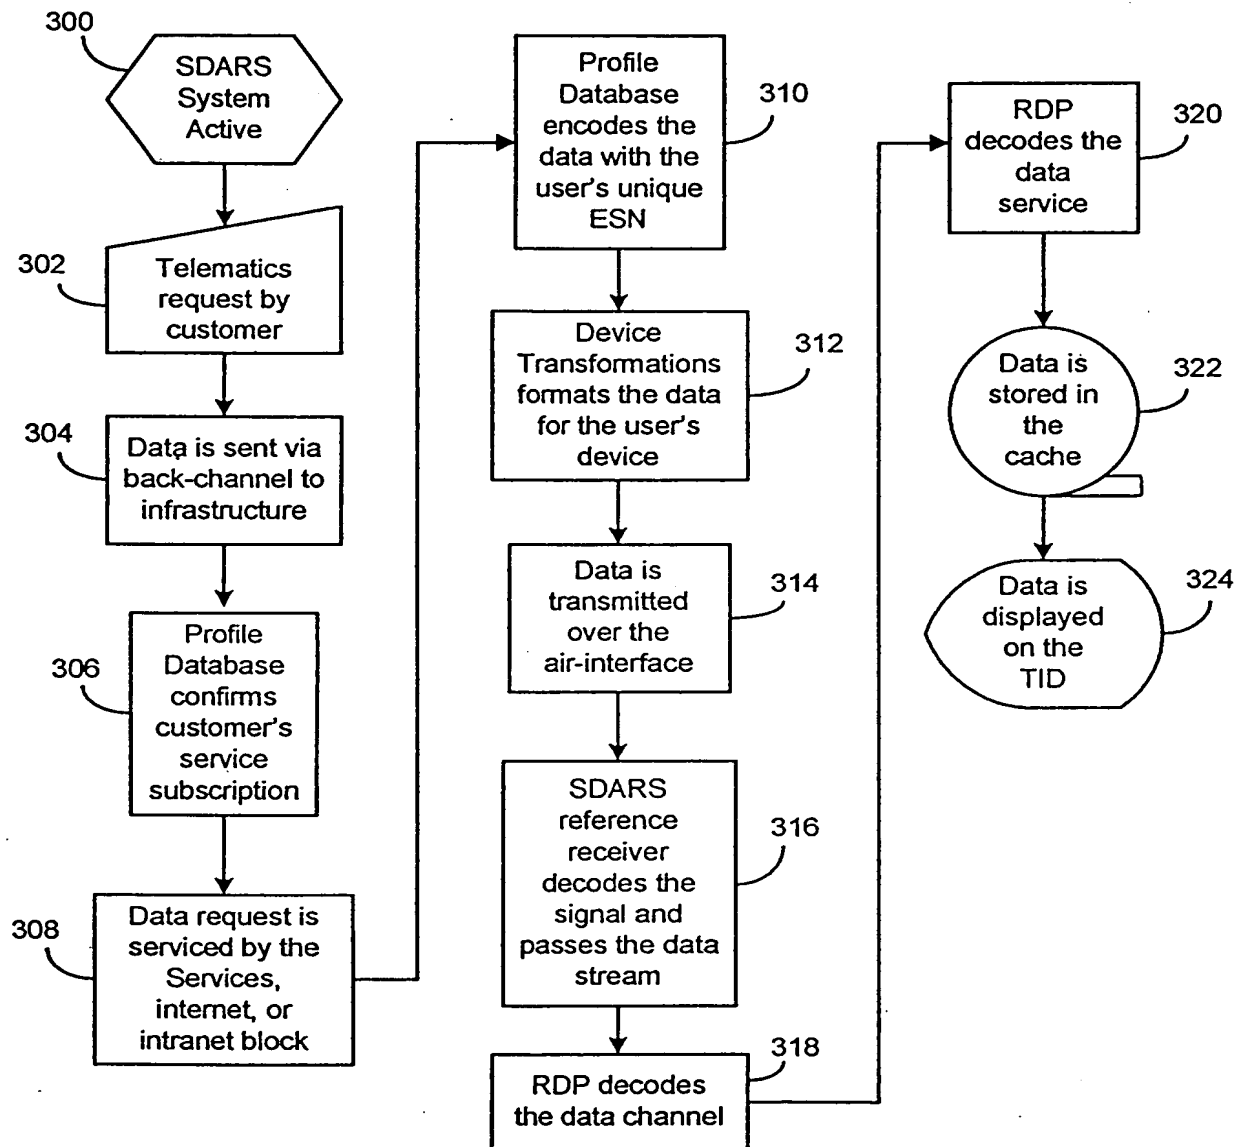 300
SDARS
System
Active
302
Telematics
request by
customer
304
Data is sent via
back-channel to
infrastructure
306
Profile
Database
confirms
customer's
service
subscription
308
Data request is
serviced by the
Services,
internet, or
intranet block
310
Profile
Database
encodes the
data with the
user's unique
ESN
312
Device
Transformations
formats the data
for the user's
device
314
Data is
transmitted
over the
air-interface
316
SDARS
reference
receiver
decodes the
signal and
passes the data
stream
318
RDP decodes
the data channel
320
RDP
decodes the
data
service
322
Data is
stored in
the
cache
324
Data is
displayed
on the
TID